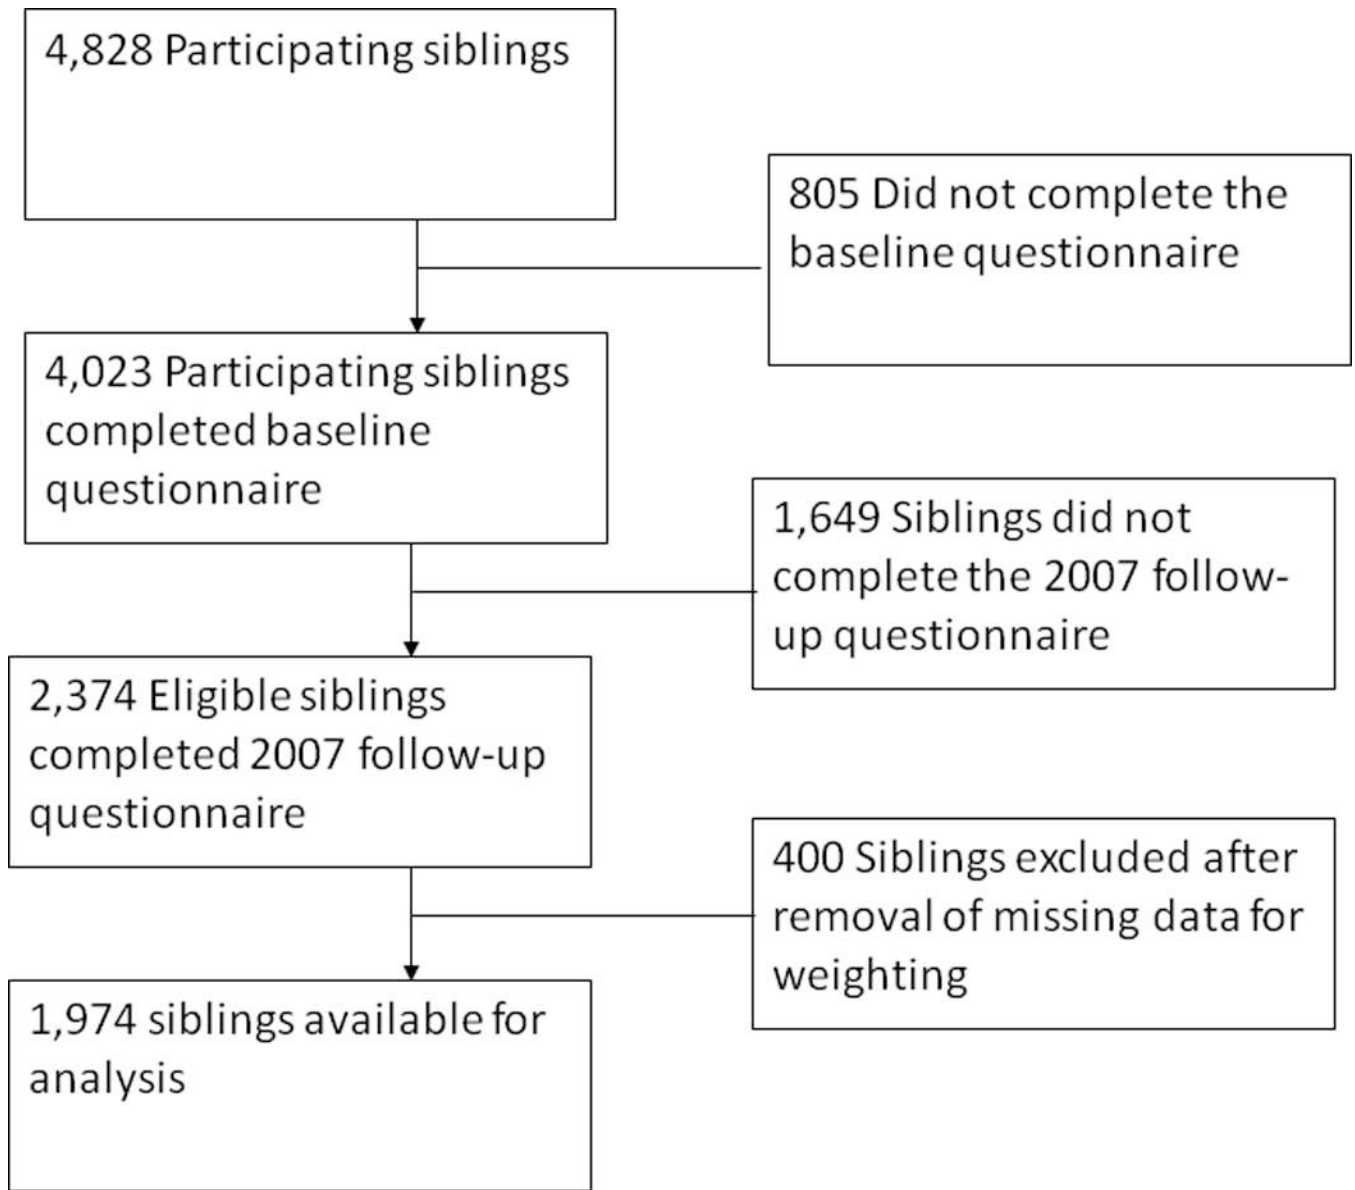 4,828 Participating siblings
805 Did not complete the
baseline questionnaire
4,023 Participating siblings
completed baseline
questionnaire
1,649 Siblings did not
complete the 2007 follow-
up questionnaire
2,374 Eligible siblings
completed 2007 follow-up
questionnaire
400 Siblings excluded after
removal of missing data for
weighting
1,974 siblings available for
analysis